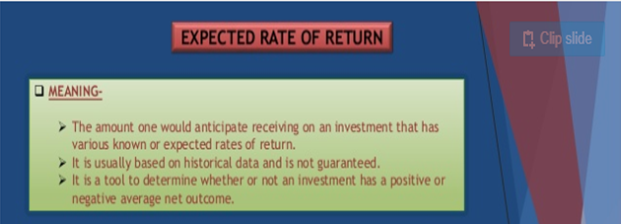 EXPECTED RATE OF RETURN
Clip slide
MEANING-
The amount one would anticipate receiving on an investment that has
various known or expected rates of return.
It is usually based on historical data and is not guaranteed.
It is a tool to determine whether or not an investment has a positive or
negative average net outcome.